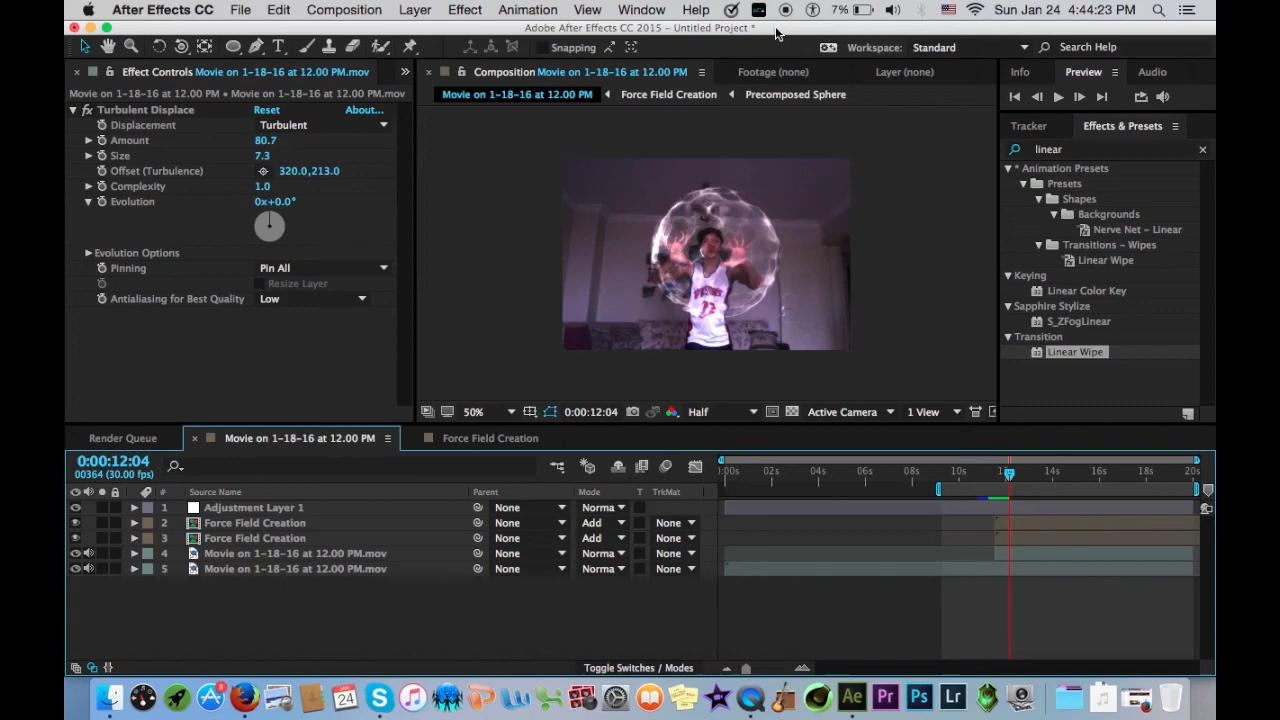 After Effects CC File Edit Composition Layer Effect Animation View Window Help 7% Sun Jan 24 4:44:23 PM
Adobe After Effects CC 2015 - Untitled Project *
Snapping Workspace: Standard Search Help
Effect Controls Movie on 1-18-16 at 12.00 PM.mov
Composition Movie on 1-18-16 at 12.00 PM Footage (none) Layer (none)
Info Preview Audio
Movie on 1-18-16 at 12.00 PM.mov • Movie on 1-18-16 at 12.00 PM.mov
Movie on 1-18-16 at 12.00 PM Force Field Creation Precomposed Sphere
fx Turbulent Displace Reset About...
Displacement Turbulent
Amount 80.7
Size 7.3
Offset (Turbulence) 320.0,213.0
Complexity 1.0
Evolution 0x+0.0°
Evolution Options
Pinning Pin All
Resize Layer
Antialiasing for Best Quality Low
Tracker Effects & Presets
linear
* Animation Presets
Presets
Shapes
Backgrounds
Nerve Net - Linear
Transitions - Wipes
Linear Wipe
Keying
Linear Color Key
Sapphire Stylize
S_ZFogLinear
Transition
Linear Wipe
50% 0:00:12:04 Half Active Camera 1 View
Render Queue Movie on 1-18-16 at 12.00 PM Force Field Creation
0:00:12:04
00364 (30.00 fps)
:00s 02s 04s 06s 08s 10s 12s 14s 16s 18s 20s
# Source Name Parent Mode T TrkMat
1 Adjustment Layer 1 None Norma
2 Force Field Creation None Add None
3 Force Field Creation None Add None
4 Movie on 1-18-16 at 12.00 PM.mov None Norma None
5 Movie on 1-18-16 at 12.00 PM.mov None Norma None
Toggle Switches / Modes
JAN
24
3
S
Ae Pr Ps Lr